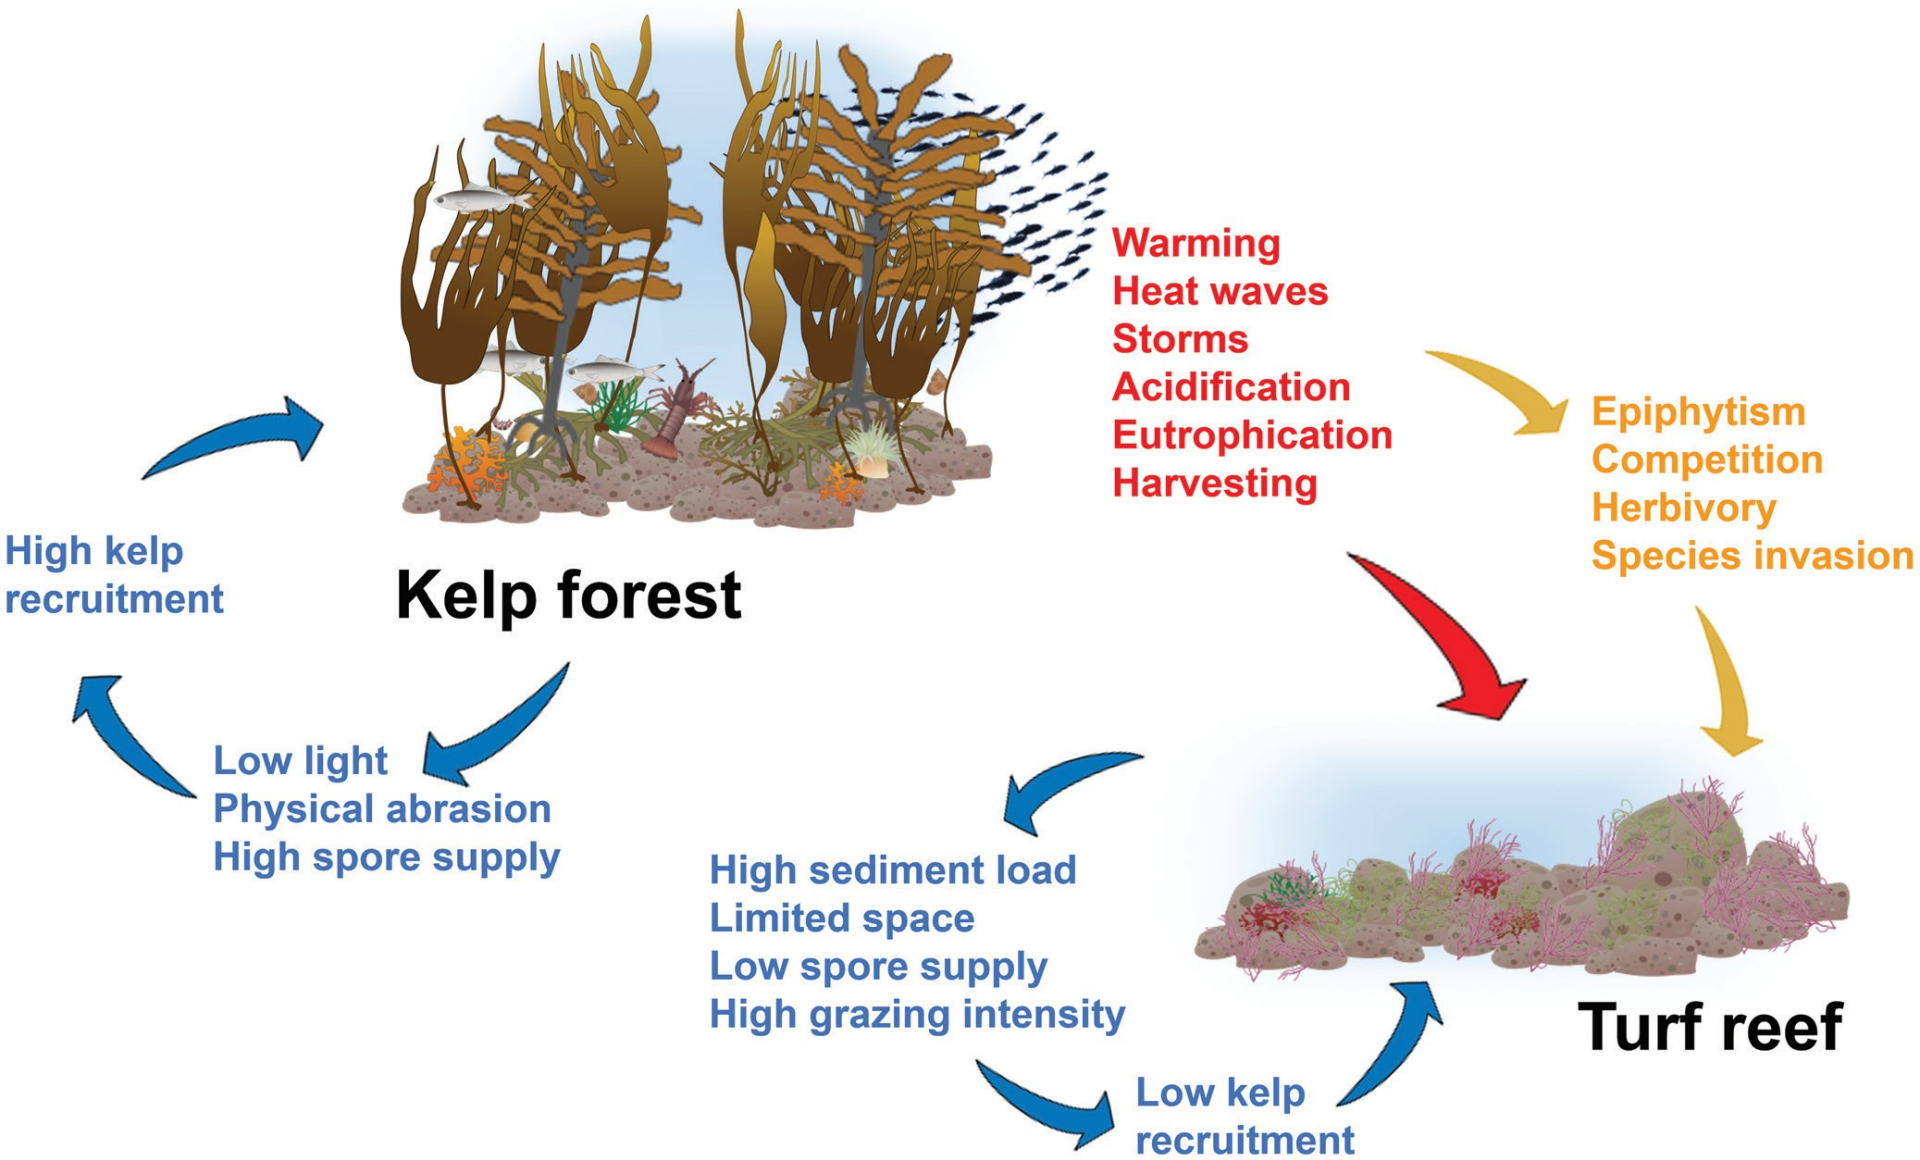 Warming
Heat waves
Storms
Acidification
Eutrophication
Harvesting
Epiphytism
Competition
Herbivory
Species invasion
High kelp
recruitment
Kelp forest
Low light
Physical abrasion
High spore supply
High sediment load
Limited space
Low spore supply
High grazing intensity
Turf reef
Low kelp
recruitment